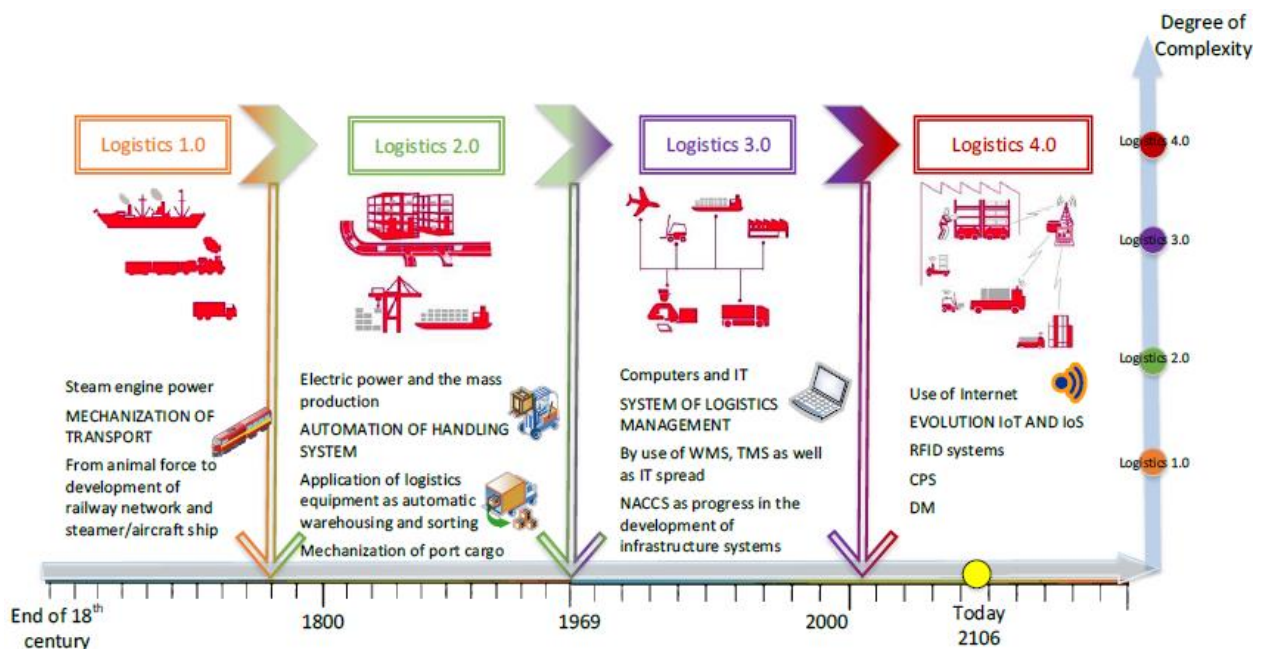 Degree of
Complexity
Logistics 1.0
Logistics 2.0
Logistics 3.0
Logistics 4.0
Steam engine power
MECHANIZATION OF
TRANSPORT
From animal force to
development of
railway network and
steamer/aircraft ship
Electric power and the mass
production
AUTOMATION OF HANDLING
SYSTEM
Application of logistics
equipment as automatic
warehousing and sorting
Mechanization of port cargo
Computers and IT
SYSTEM OF LOGISTICS
MANAGEMENT
By use of WMS, TMS as well
as IT spread
NACCS as progress in the
development of
infrastructure systems
Use of Internet
EVOLUTION IoT AND IoS
RFID systems
CPS
DM
Logistics 4.0
Logistics 3.0
Logistics 2.0
Logistics 1.0
End of 18th
century
1800
1969
2000
Today
2106